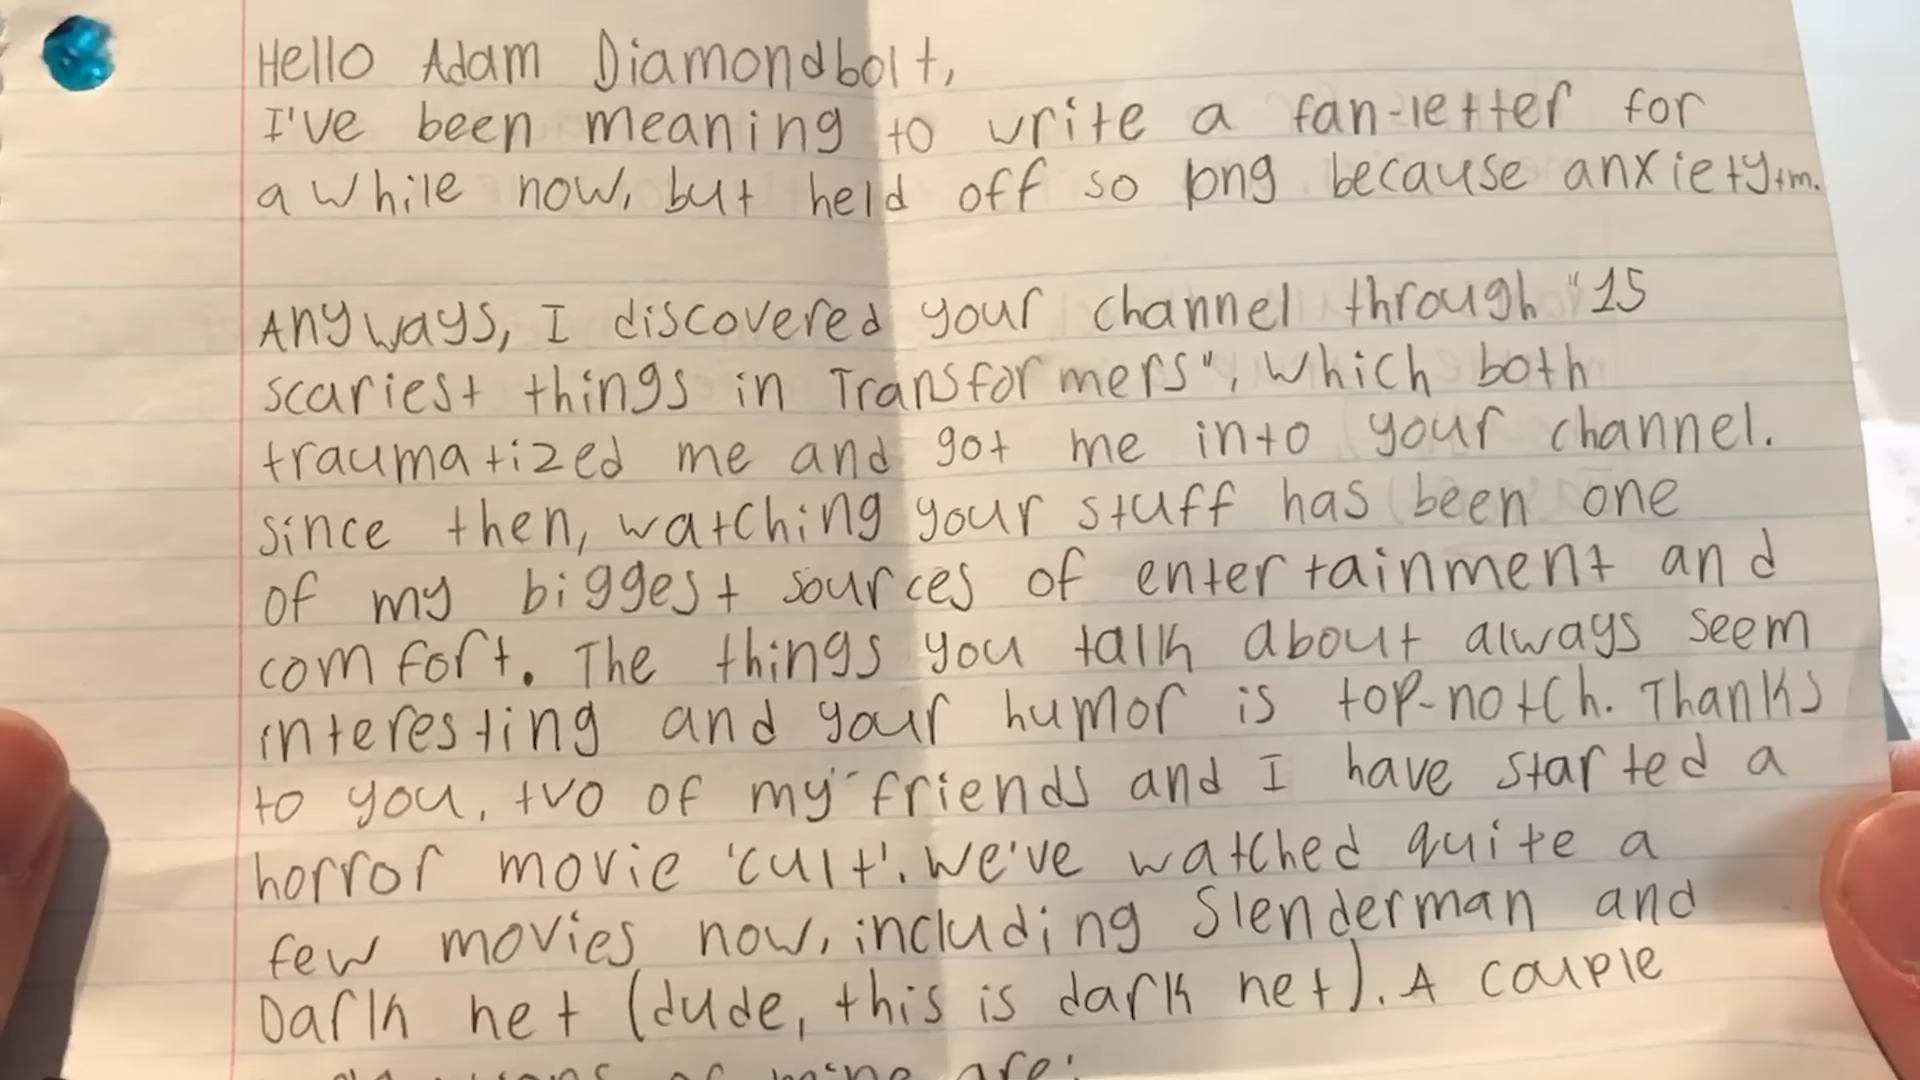 Hello Adam Diamondbolt,
I've been meaning to write a fan-letter for
a while now, but held off so long because anxiety tm.
Anyways, I discovered your channel through "15
scariest things in Transformers", which both
traumatized me and got me into your channel.
since then, watching your stuff has been one
of my biggest sources of entertainment and
comfort. The things you talk about always seem
interesting and your humor is top-notch. Thanks
to you, two of my friends and I have started a
horror movie 'cult'. We've watched quite a
few movies now, including Slenderman and
Dark net (dude, this is dark net). A couple
of mine are: